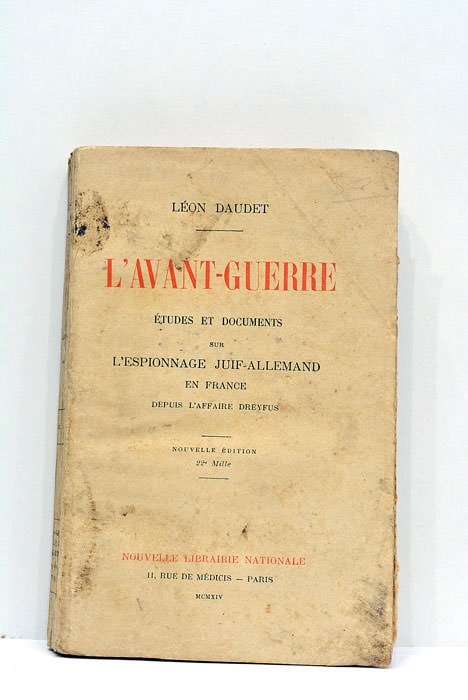 LÉON DAUDET
L'AVANT-GUERRE
ÉTUDES ET DOCUMENTS
SUR
L'ESPIONNAGE JUIF-ALLEMAND
EN FRANCE
DEPUIS L'AFFAIRE DREYFUS
NOUVELLE ÉDITION
22e Mille
NOUVELLE LIBRAIRIE NATIONALE
11, RUE DE MÉDICIS — PARIS
MCMXIV